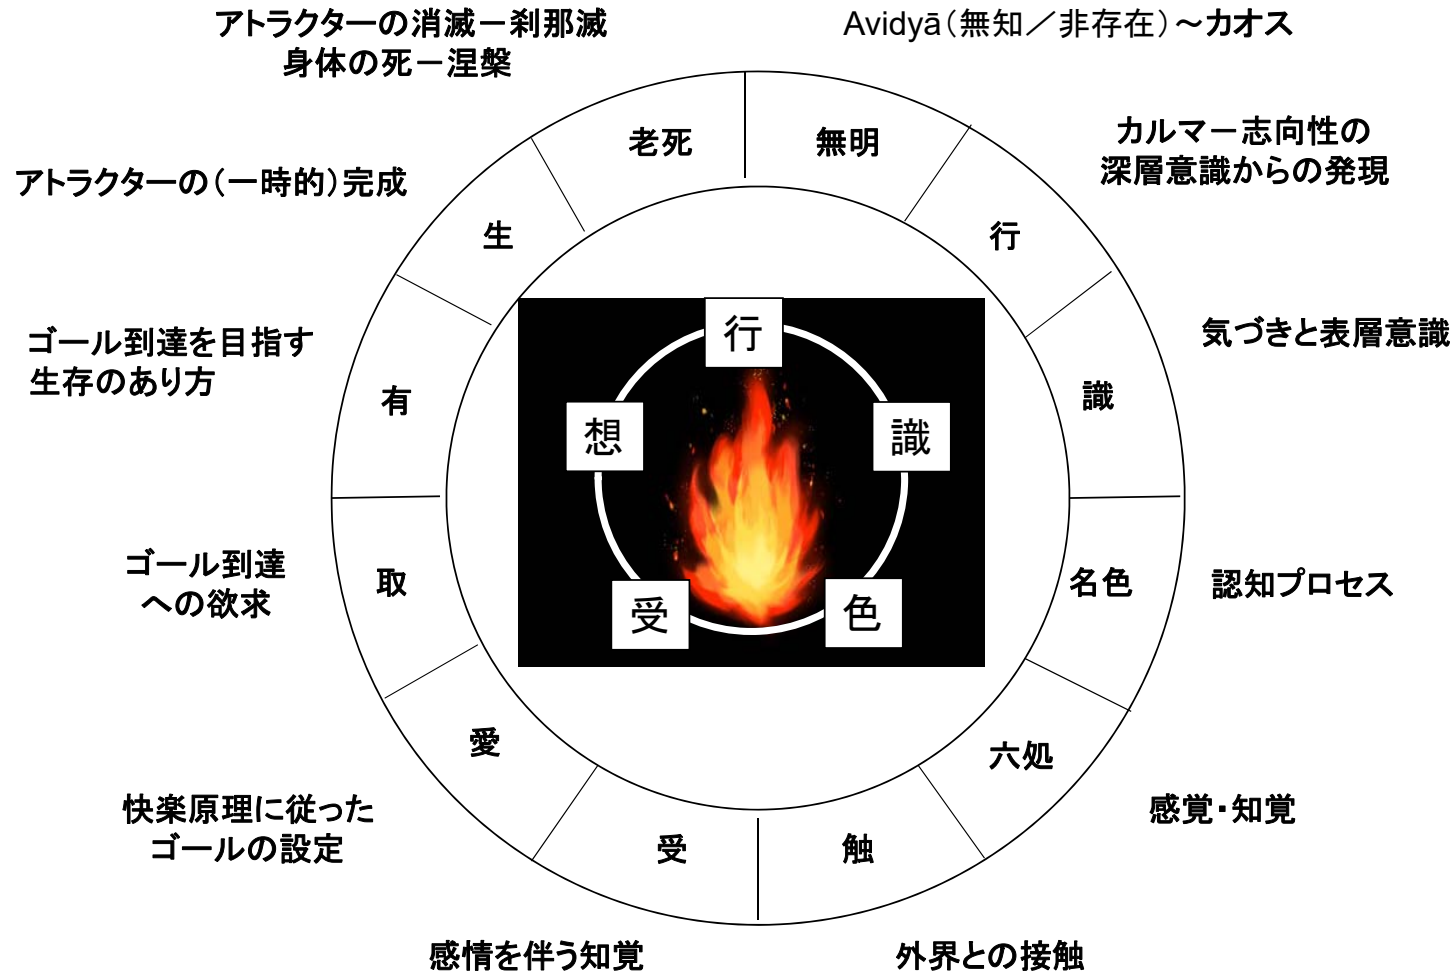 アトラクターの消滅－刹那滅
身体の死－涅槃
Avidyā（無知／非存在）～カオス
カルマ－志向性の
深層意識からの発現
気づきと表層意識
認知プロセス
感覚・知覚
外界との接触
感情を伴う知覚
快楽原理に従った
ゴールの設定
ゴール到達
への欲求
ゴール到達を目指す
生存のあり方
アトラクターの（一時的）完成
老死
無明
行
識
名色
六処
触
受
愛
取
有
生
行
識
色
受
想